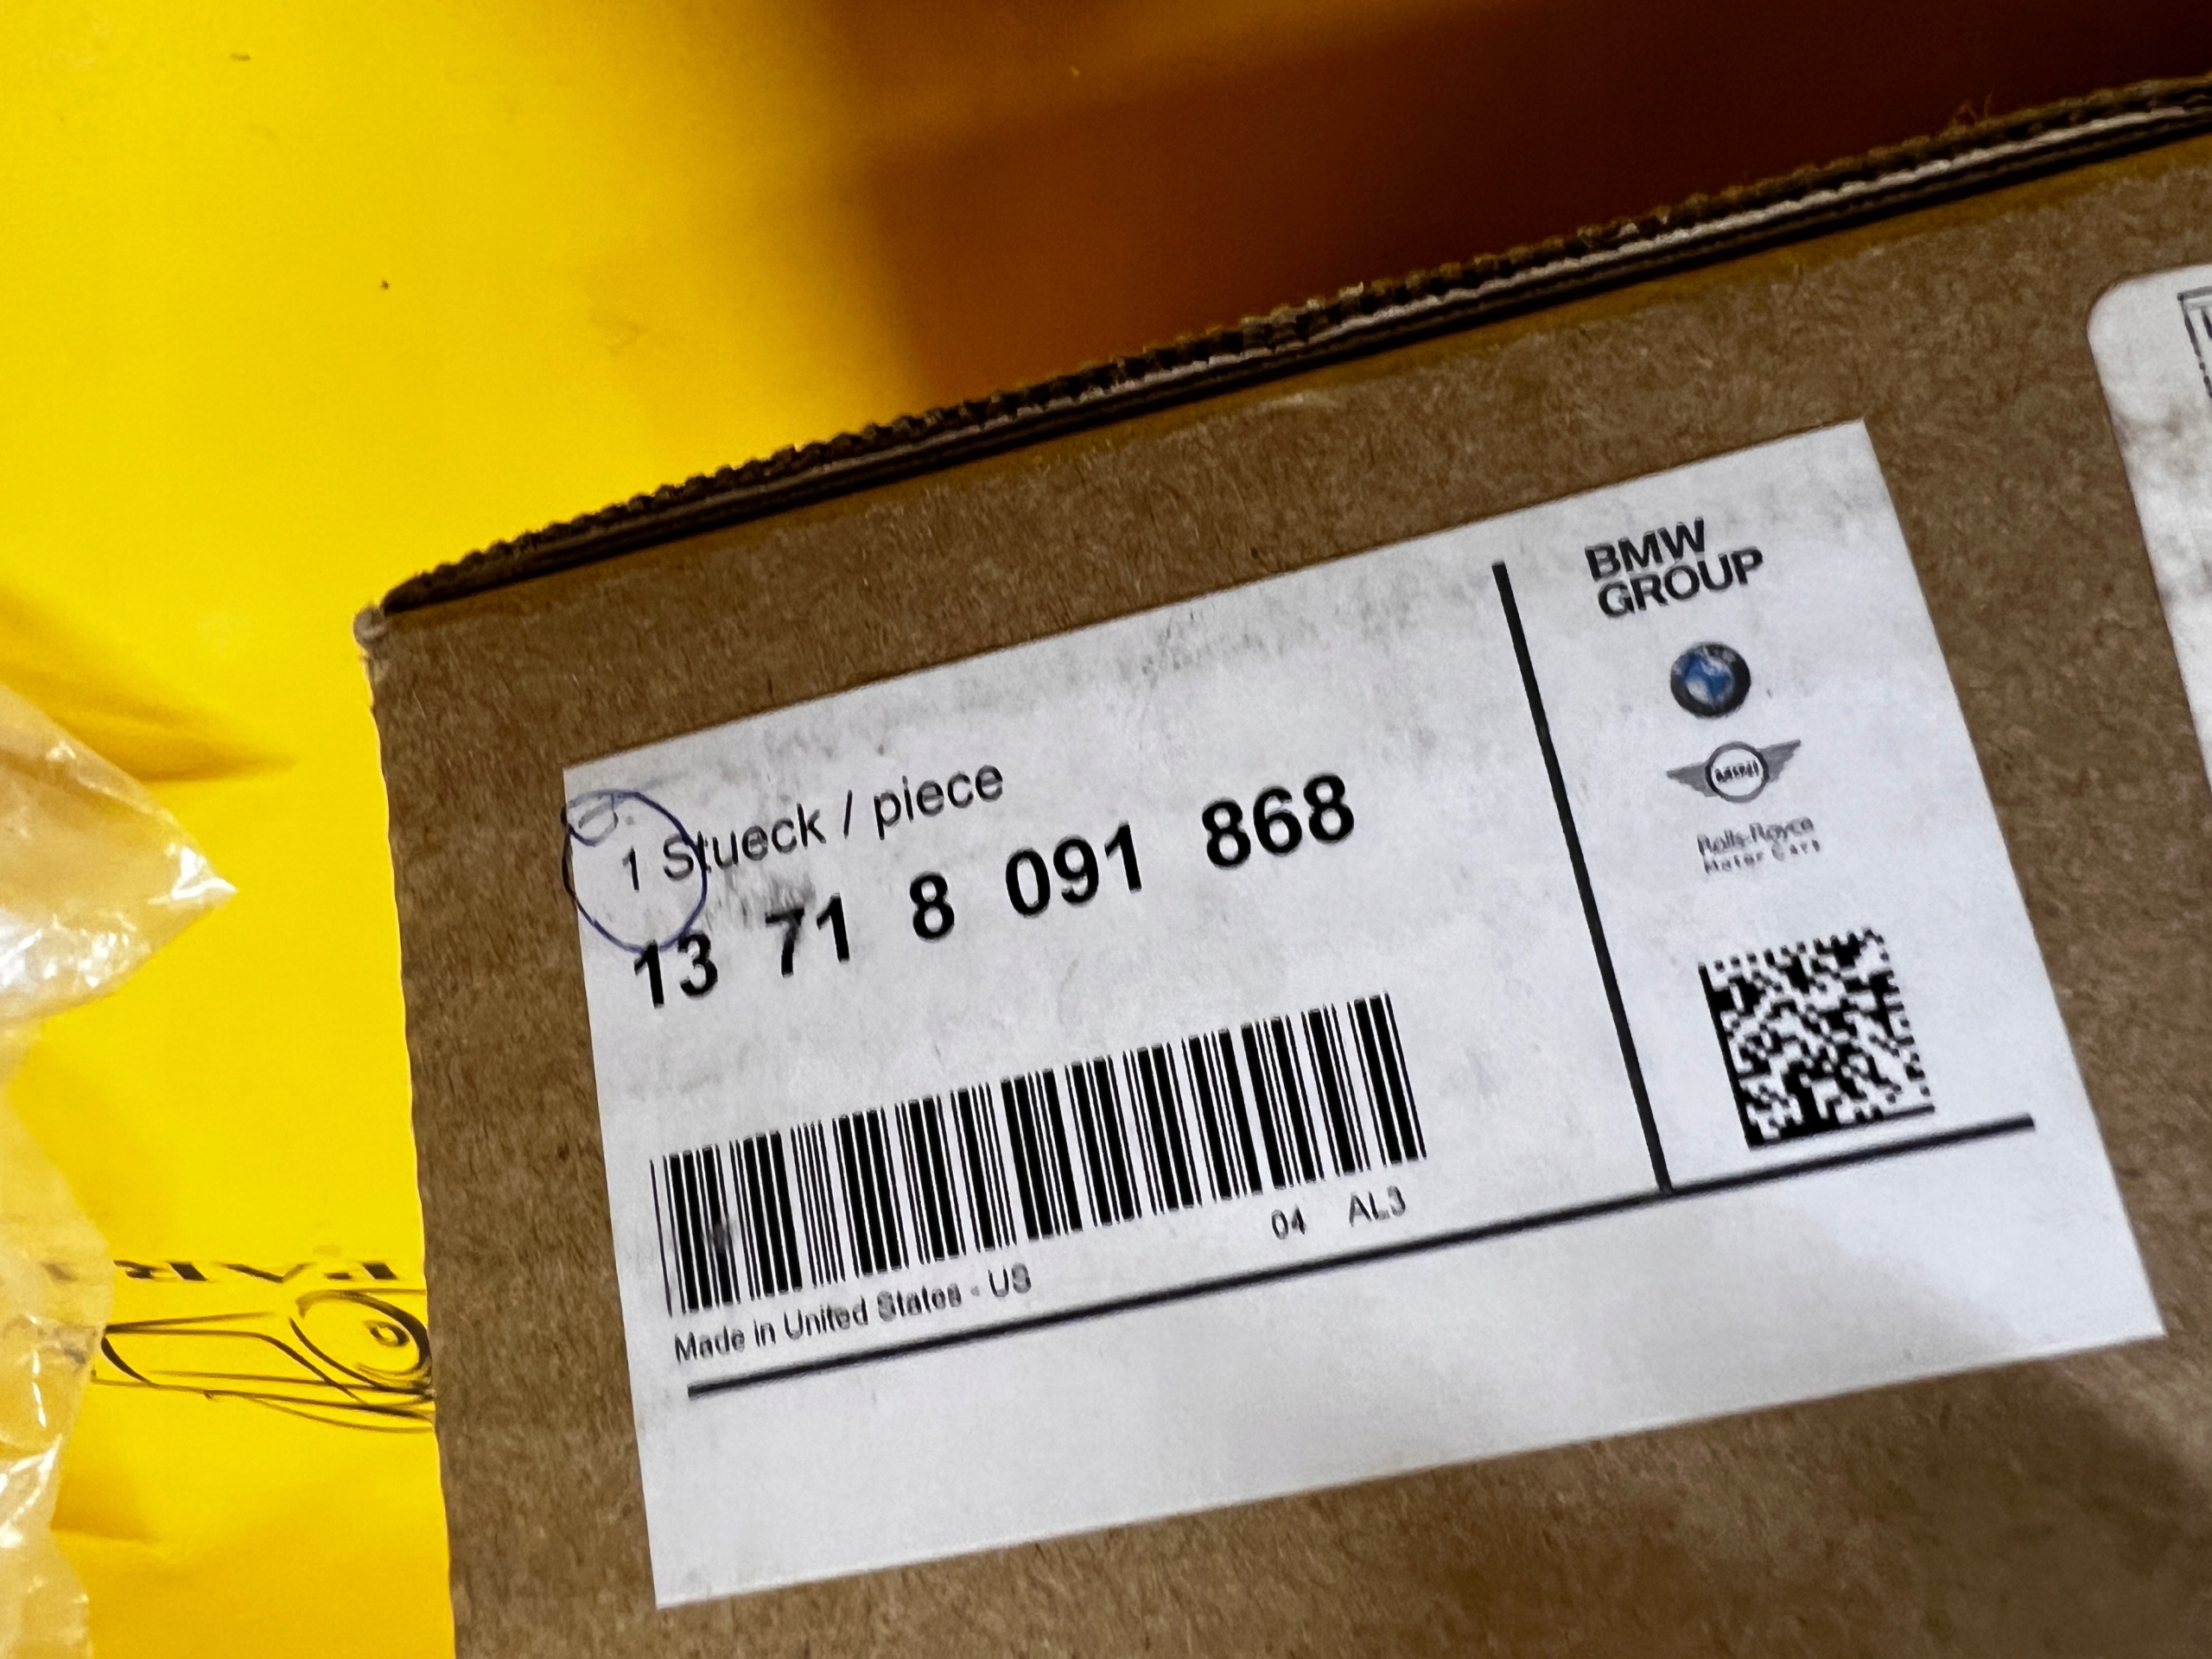 1 Stueck / piece
13 71 8 091 868
04 AL3
Made in United States - US
BMW
GROUP
MINI
Rolls-Royce
Motor Cars